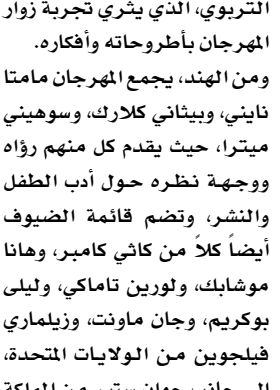 التربوي، الذي يثري تجربة زوار
المهرجان بأطروحاته وأفكاره.
ومن الهند، يجمع المهرجان مامتا
نايني، وبيثاني كلارك، وسوهيني
ميترا، حيث يقدم كل منهم رؤاه
ووجهة نظره حول أدب الطفل
والنشر، وتضم قائمة الضيوف
أيضاً كلاً من كاثي كامبر، وهانا
موشابك، ولورين تاماكي، وليلى
بوكريم، وجان ماونت، وزيلماري
فيلجوين من الولايات المتحدة،